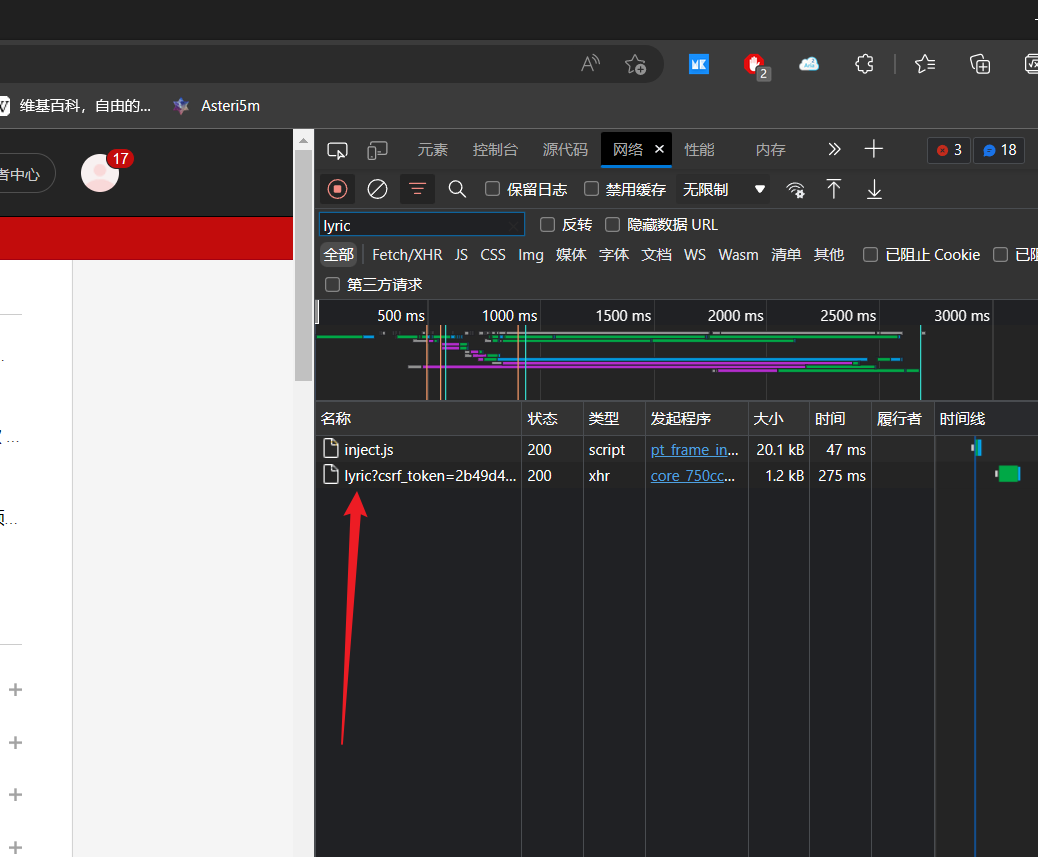 MK
2
维基百科，自由的...
Asteri5m
者中心
17
元素 控制台 源代码 网络 性能 内存 3 18
保留日志 禁用缓存 无限制
lyric 反转 隐藏数据 URL
全部 Fetch/XHR JS CSS Img 媒体 字体 文档 WS Wasm 清单 其他 已阻止 Cookie 已阻
第三方请求
500 ms 1000 ms 1500 ms 2000 ms 2500 ms 3000 ms
名称 状态 类型 发起程序 大小 时间 履行者 时间线
inject.js 200 script pt_frame_in... 20.1 kB 47 ms
lyric?csrf_token=2b49d4... 200 xhr core_750cc... 1.2 kB 275 ms